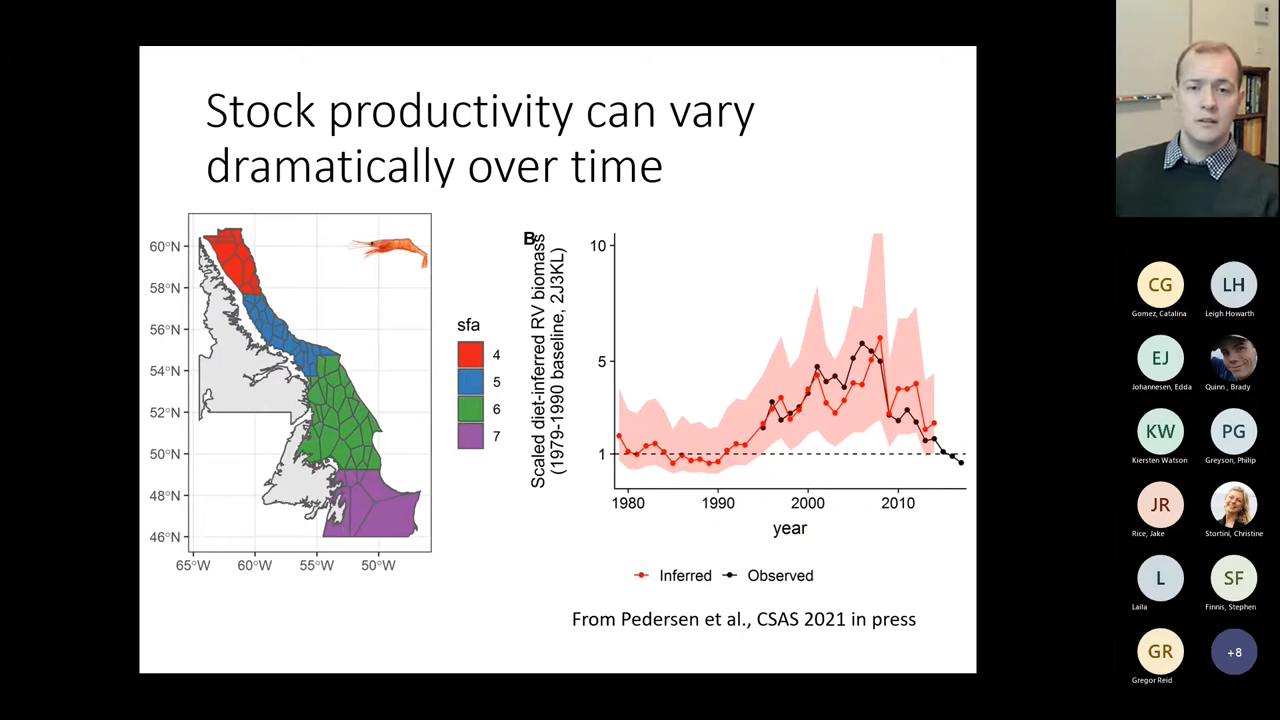 Stock productivity can vary
dramatically over time
60°N
58°N
56°N
54°N
52°N
50°N
48°N
46°N
65°W 60°W 55°W 50°W
sfa
4
5
6
7
B
Scaled diet-inferred RV biomass
(1979-1990 baseline, 2J3KL)
10
5
1
1980 1990 2000 2010
year
Inferred Observed
From Pedersen et al., CSAS 2021 in press
CG LH
Gomez, Catalina Leigh Howarth
EJ
Johannesen, Edda Quinn , Brady
KW PG
Kiersten Watson Greyson, Philip
JR
Rice, Jake Stortini, Christine
L SF
Laila Finnis, Stephen
GR +8
Gregor Reid